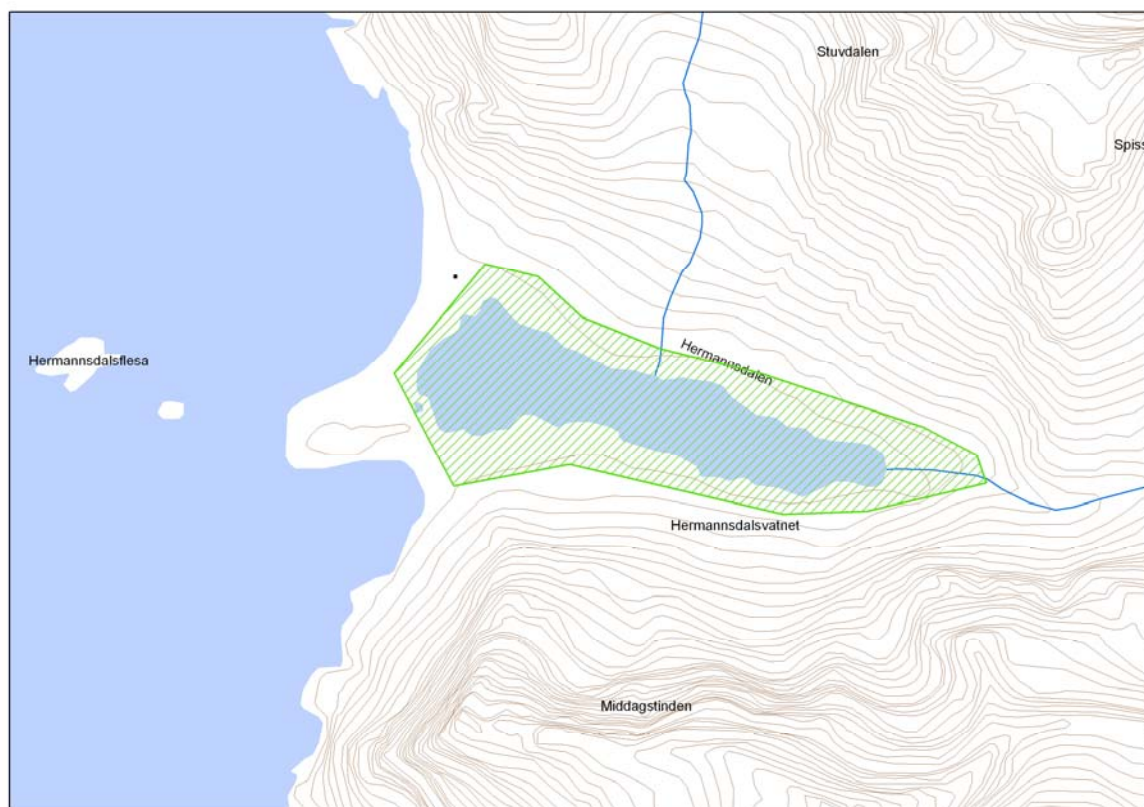 Stuvdalen
Spiss
Hermannsdalsflesa
Hermannsdalen
Hermannsdalsvatnet
Middagstinden